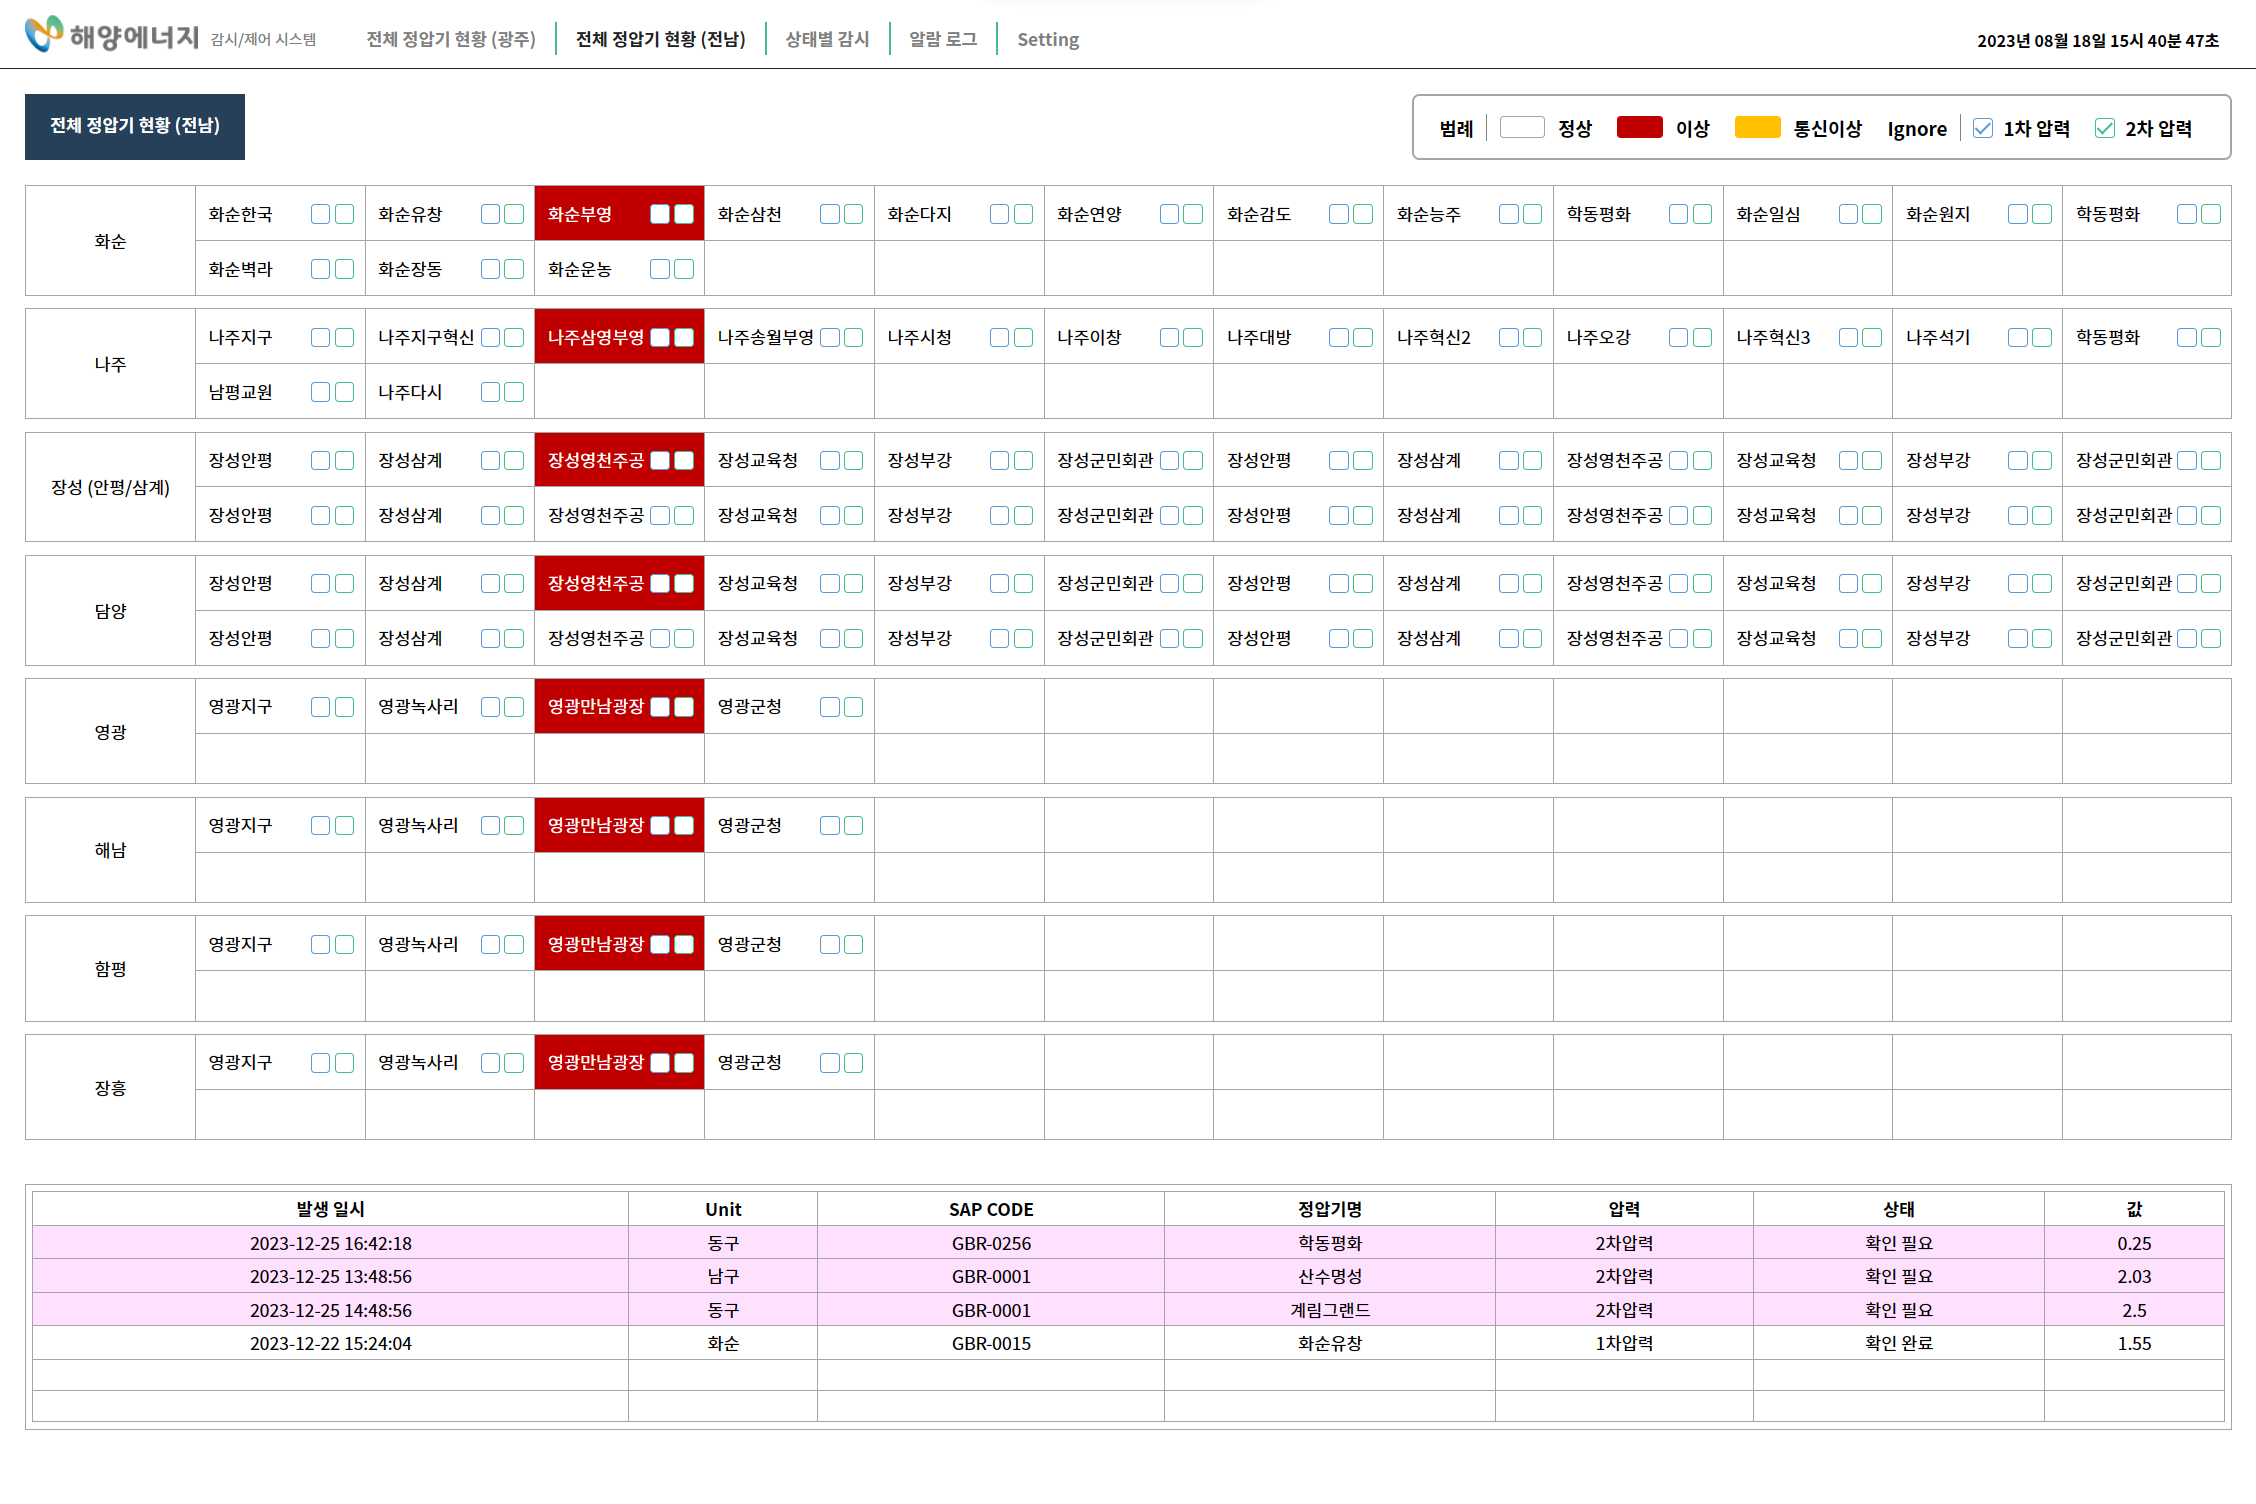 해양에너지 감시/제어 시스템 전체 정압기 현황 (광주) 전체 정압기 현황 (전남) 상태별 감시 알람 로그 Setting 2023년 08월 18일 15시 40분 47초
전체 정압기 현황 (전남) 범례 정상 이상 통신이상 Ignore 1차 압력 2차 압력
화순
화순한국 화순유창 화순부영 화순삼천 화순다지 화순연양 화순감도 화순능주 학동평화 화순일심 화순원지 학동평화
화순벽라 화순장동 화순운농
나주
나주지구 나주지구혁신 나주삼영부영 나주송월부영 나주시청 나주이창 나주대방 나주혁신2 나주오강 나주혁신3 나주석기 학동평화
남평교원 나주다시
장성 (안평/삼계)
장성안평 장성삼계 장성영천주공 장성교육청 장성부강 장성군민회관 장성안평 장성삼계 장성영천주공 장성교육청 장성부강 장성군민회관
장성안평 장성삼계 장성영천주공 장성교육청 장성부강 장성군민회관 장성안평 장성삼계 장성영천주공 장성교육청 장성부강 장성군민회관
담양
장성안평 장성삼계 장성영천주공 장성교육청 장성부강 장성군민회관 장성안평 장성삼계 장성영천주공 장성교육청 장성부강 장성군민회관
장성안평 장성삼계 장성영천주공 장성교육청 장성부강 장성군민회관 장성안평 장성삼계 장성영천주공 장성교육청 장성부강 장성군민회관
영광
영광지구 영광녹사리 영광만남광장 영광군청
해남
영광지구 영광녹사리 영광만남광장 영광군청
함평
영광지구 영광녹사리 영광만남광장 영광군청
장흥
영광지구 영광녹사리 영광만남광장 영광군청
발생 일시 Unit SAP CODE 정압기명 압력 상태 값
2023-12-25 16:42:18 동구 GBR-0256 학동평화 2차압력 확인 필요 0.25
2023-12-25 13:48:56 남구 GBR-0001 산수명성 2차압력 확인 필요 2.03
2023-12-25 14:48:56 동구 GBR-0001 계림그랜드 2차압력 확인 필요 2.5
2023-12-22 15:24:04 화순 GBR-0015 화순유창 1차압력 확인 완료 1.55